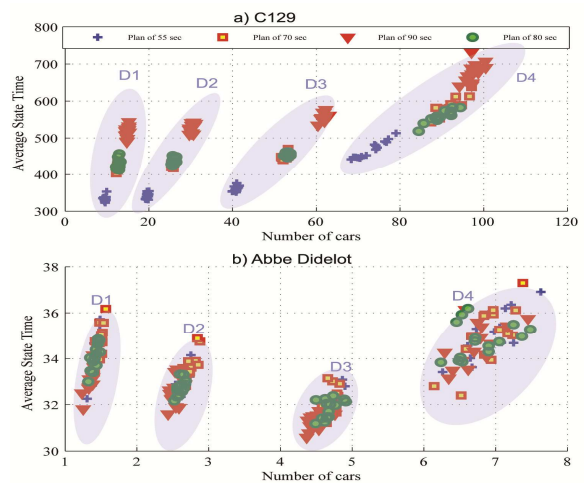 a) C129
Plan of 55 sec Plan of 70 sec Plan of 90 sec Plan of 80 sec
D1
D2
D3
D4
Average State Time
800
700
600
500
400
300
200
0 20 40 60 80 100 120
Number of cars
b) Abbe Didelot
D1
D2
D3
D4
Average State Time
38
36
34
32
30
1 2 3 4 5 6 7 8
Number of cars